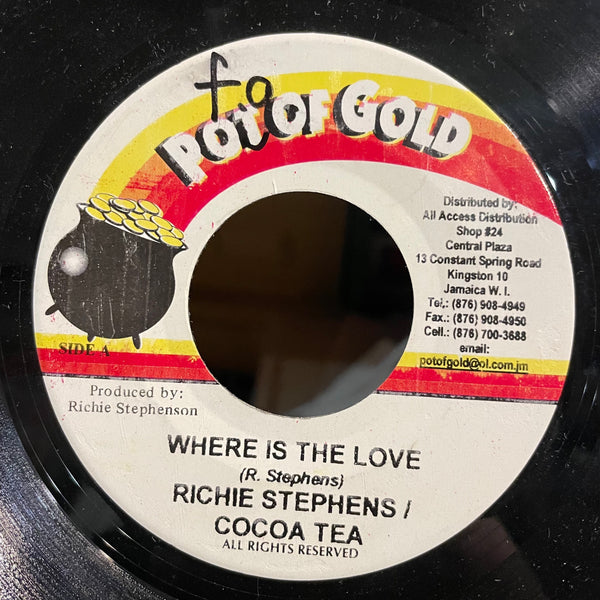 POT OF GOLD
Distributed by:
All Access Distribution
Shop #24
Central Plaza
13 Constant Spring Road
Kingston 10
Jamaica W. I.
Tel.: (876) 908-4949
Fax.: (876) 908-4950
Cell.: (876) 700-3688
email:
potofgold@ol.com.jm
SIDE A
Produced by:
Richie Stephenson
WHERE IS THE LOVE
(R. Stephens)
RICHIE STEPHENS /
COCOA TEA
ALL RIGHTS RESERVED